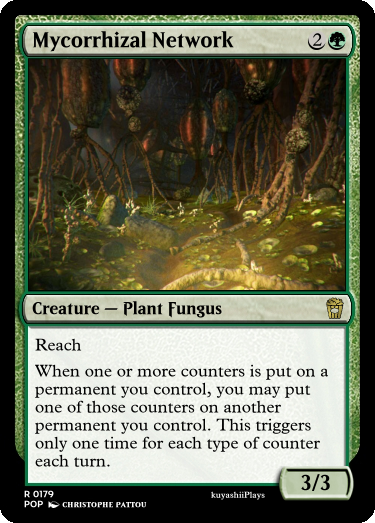 Mycorrhizal Network 2
Creature — Plant Fungus
Reach
When one or more counters is put on a
permanent you control, you may put
one of those counters on another
permanent you control. This triggers
only one time for each type of counter
each turn.
3/3
R 0179
POP CHRISTOPHE PATTOU
kuyashiiPlays